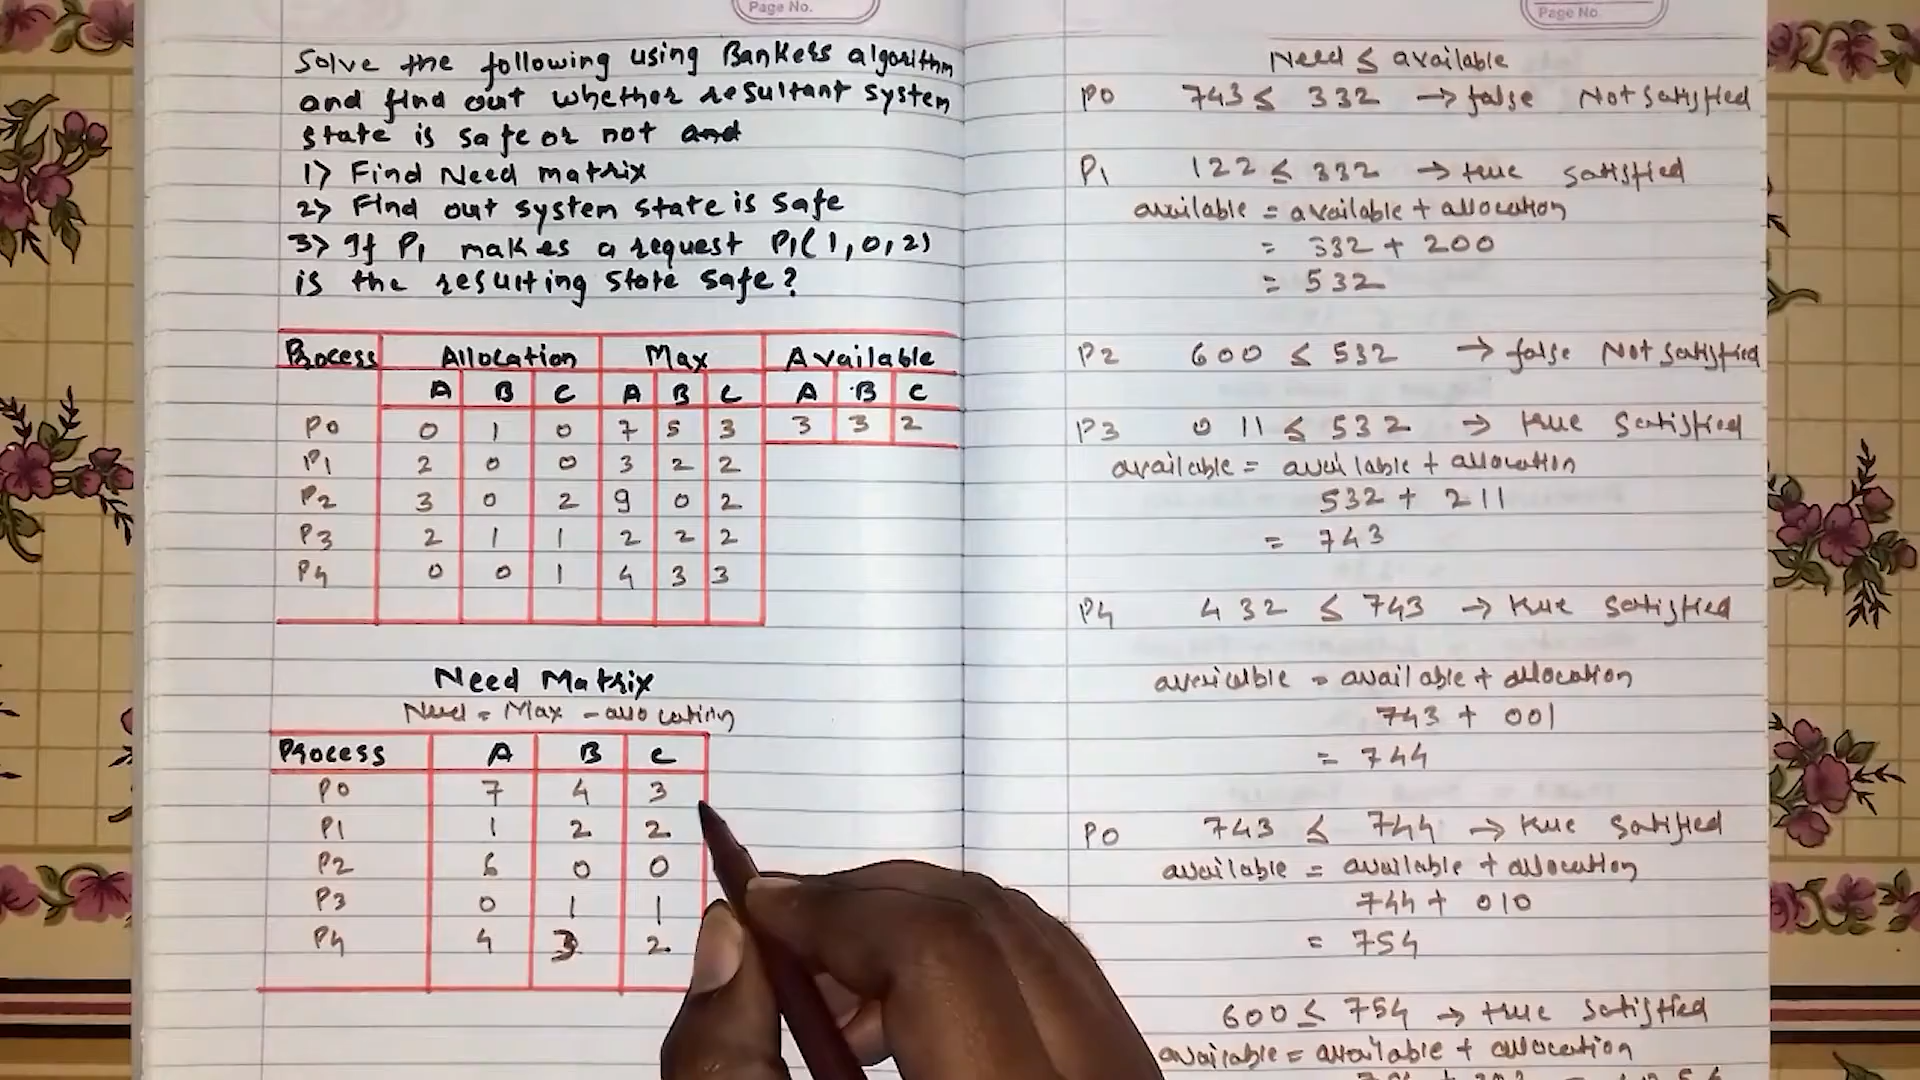 Page No.
Solve the following using Bankers algorithm
and find out whether resultant system
state is safe or not and
1) Find Need matrix
2) Find out system state is safe
3) If P1 makes a request P1(1,0,2)
is the resulting state safe?
Process Allocation Max Available
A B C A B C A B C
P0 0 1 0 7 5 3 3 3 2
P1 2 0 0 3 2 2
P2 3 0 2 9 0 2
P3 2 1 1 2 2 2
P4 0 0 1 4 3 3
Need Matrix
Need = Max - allocation
Process A B C
P0 7 4 3
P1 1 2 2
P2 6 0 0
P3 0 1 1
P4 4 3 2
Page No.
Need ≤ available
P0 743 ≤ 332 → false Not satisfied
P1 122 ≤ 332 → true satisfied
available = available + allocation
= 332 + 200
= 532
P2 600 ≤ 532 → false Not satisfied
P3 011 ≤ 532 → true satisfied
available = available + allocation
532 + 211
= 743
P4 432 ≤ 743 → true satisfied
available = available + allocation
743 + 001
= 744
P0 743 ≤ 744 → true satisfied
available = available + allocation
744 + 010
= 754
600 ≤ 754 → true satisfied
available = available + allocation